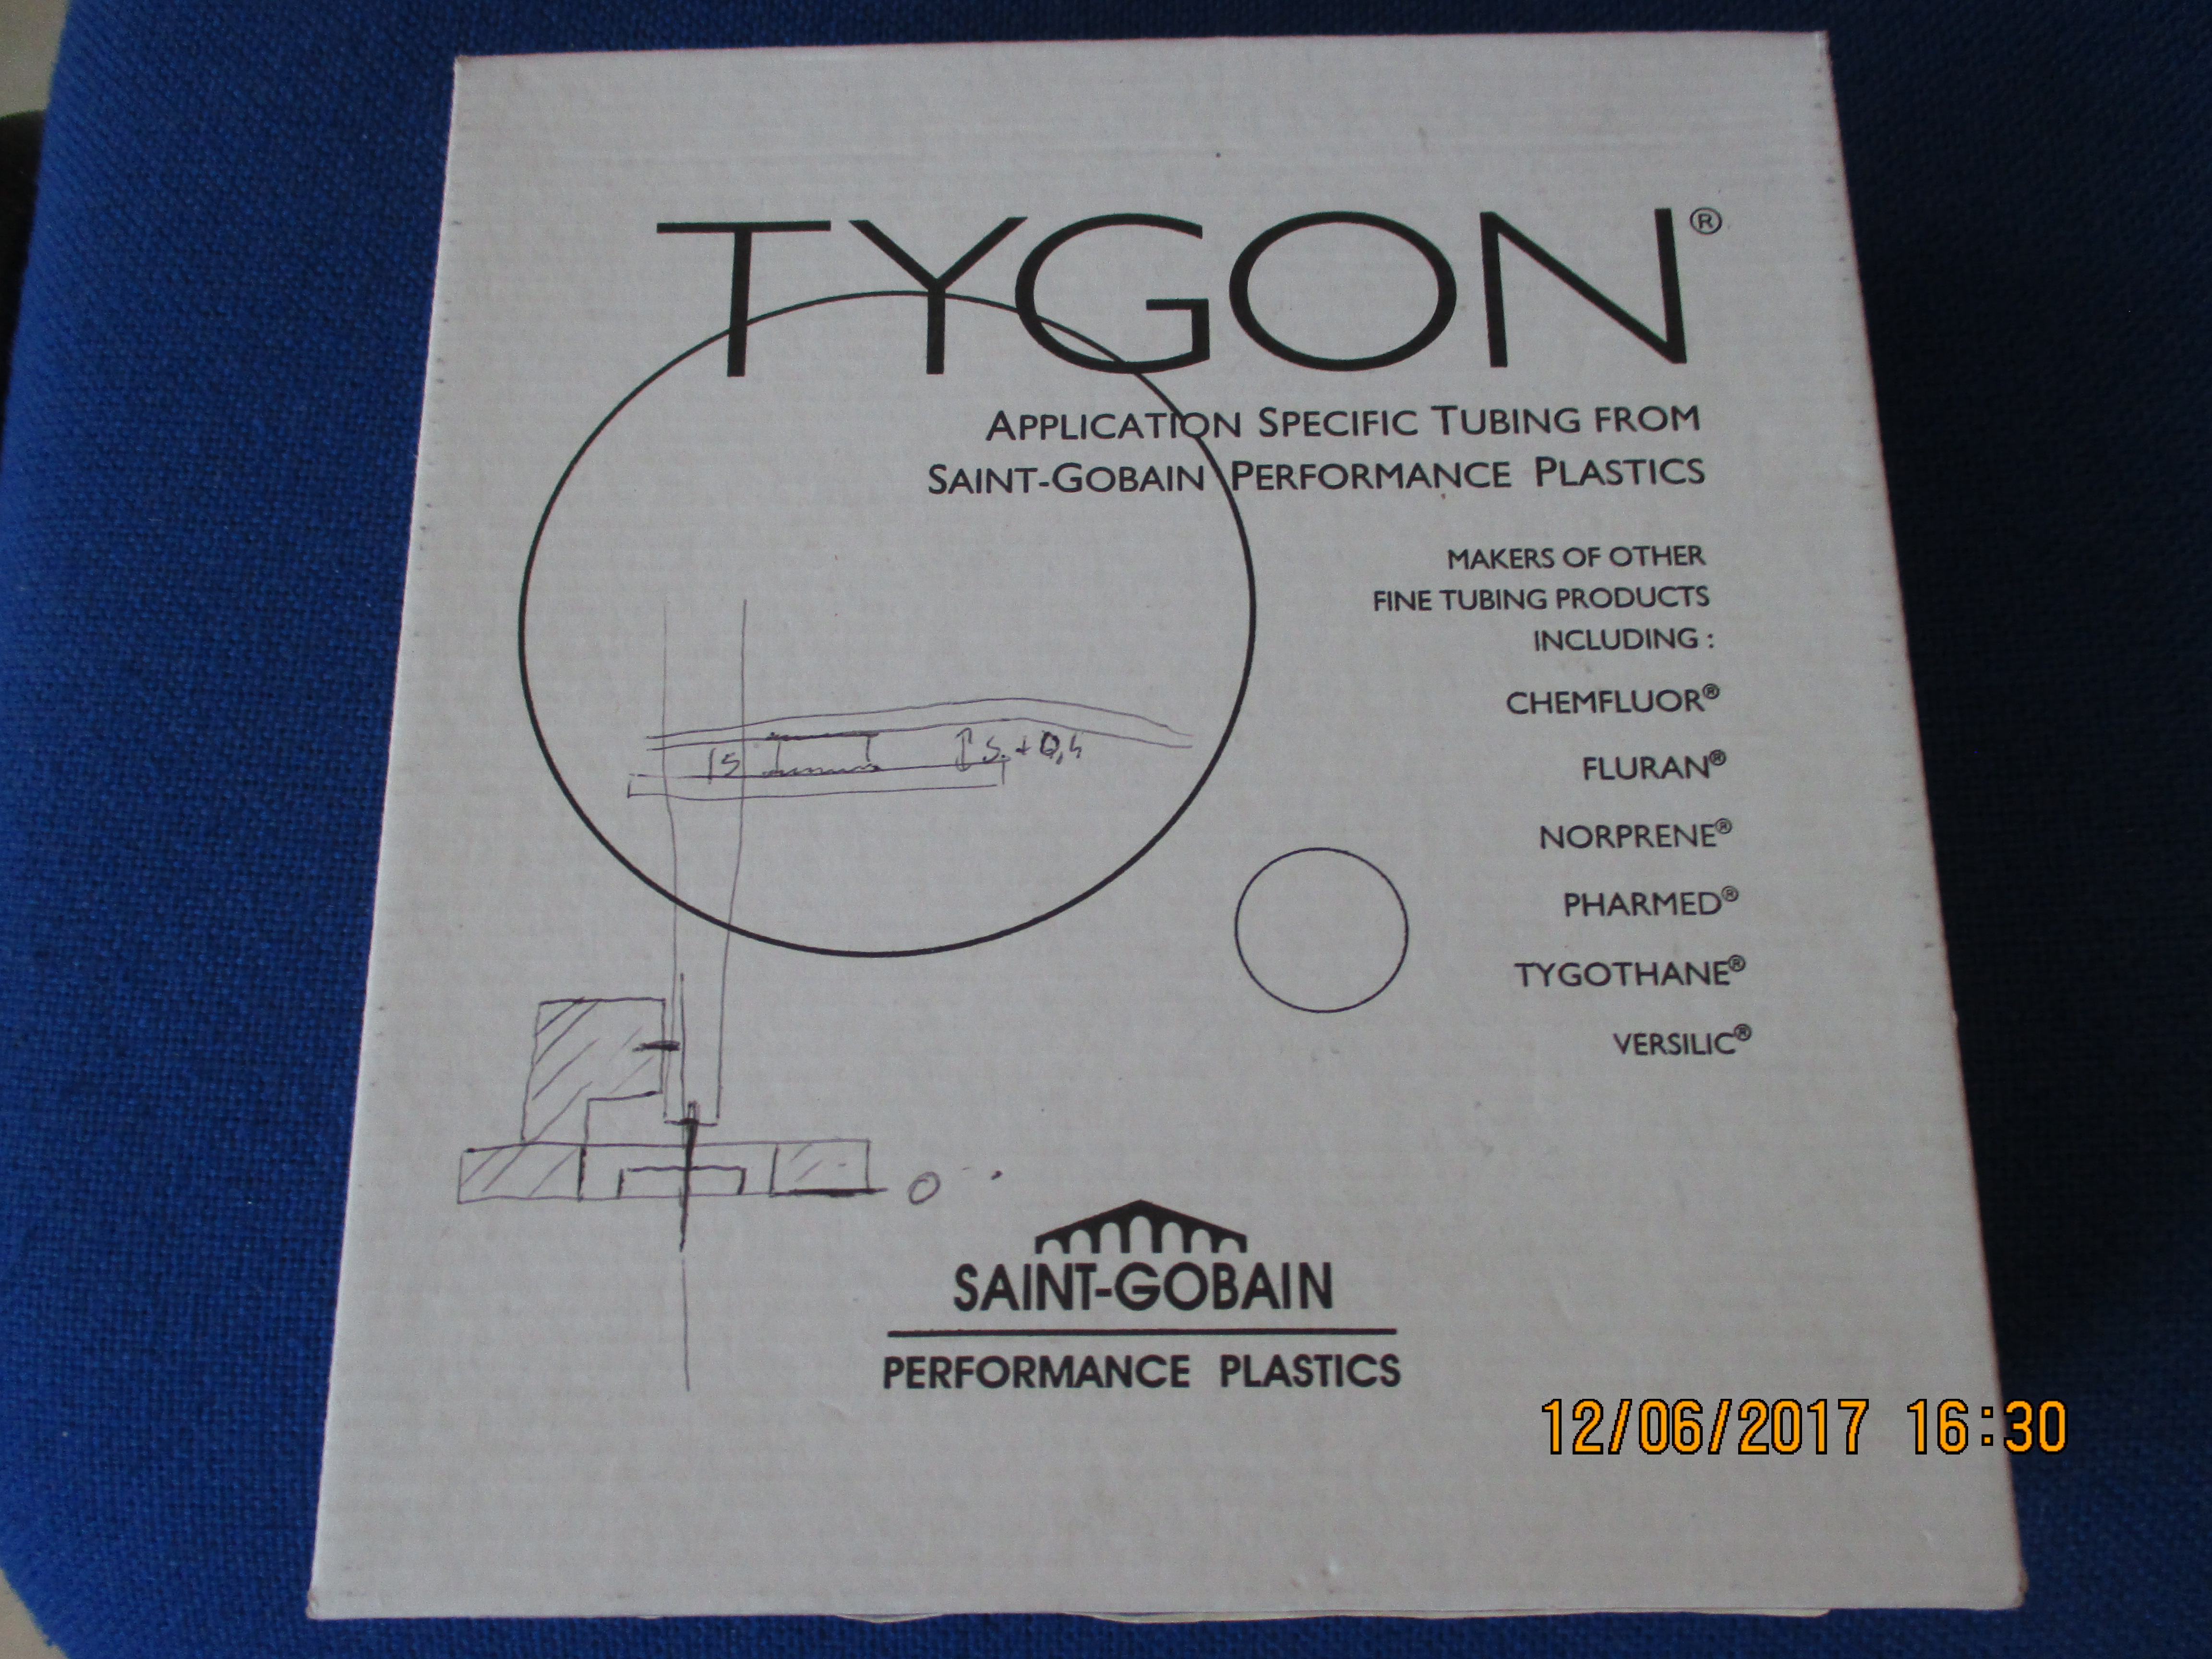 TYGON®
APPLICATION SPECIFIC TUBING FROM
SAINT-GOBAIN PERFORMANCE PLASTICS
MAKERS OF OTHER
FINE TUBING PRODUCTS
INCLUDING :
CHEMFLUOR®
FLURAN®
NORPRENE®
PHARMED®
TYGOTHANE®
VERSILIC®
SAINT-GOBAIN
PERFORMANCE PLASTICS
12/06/2017 16:30